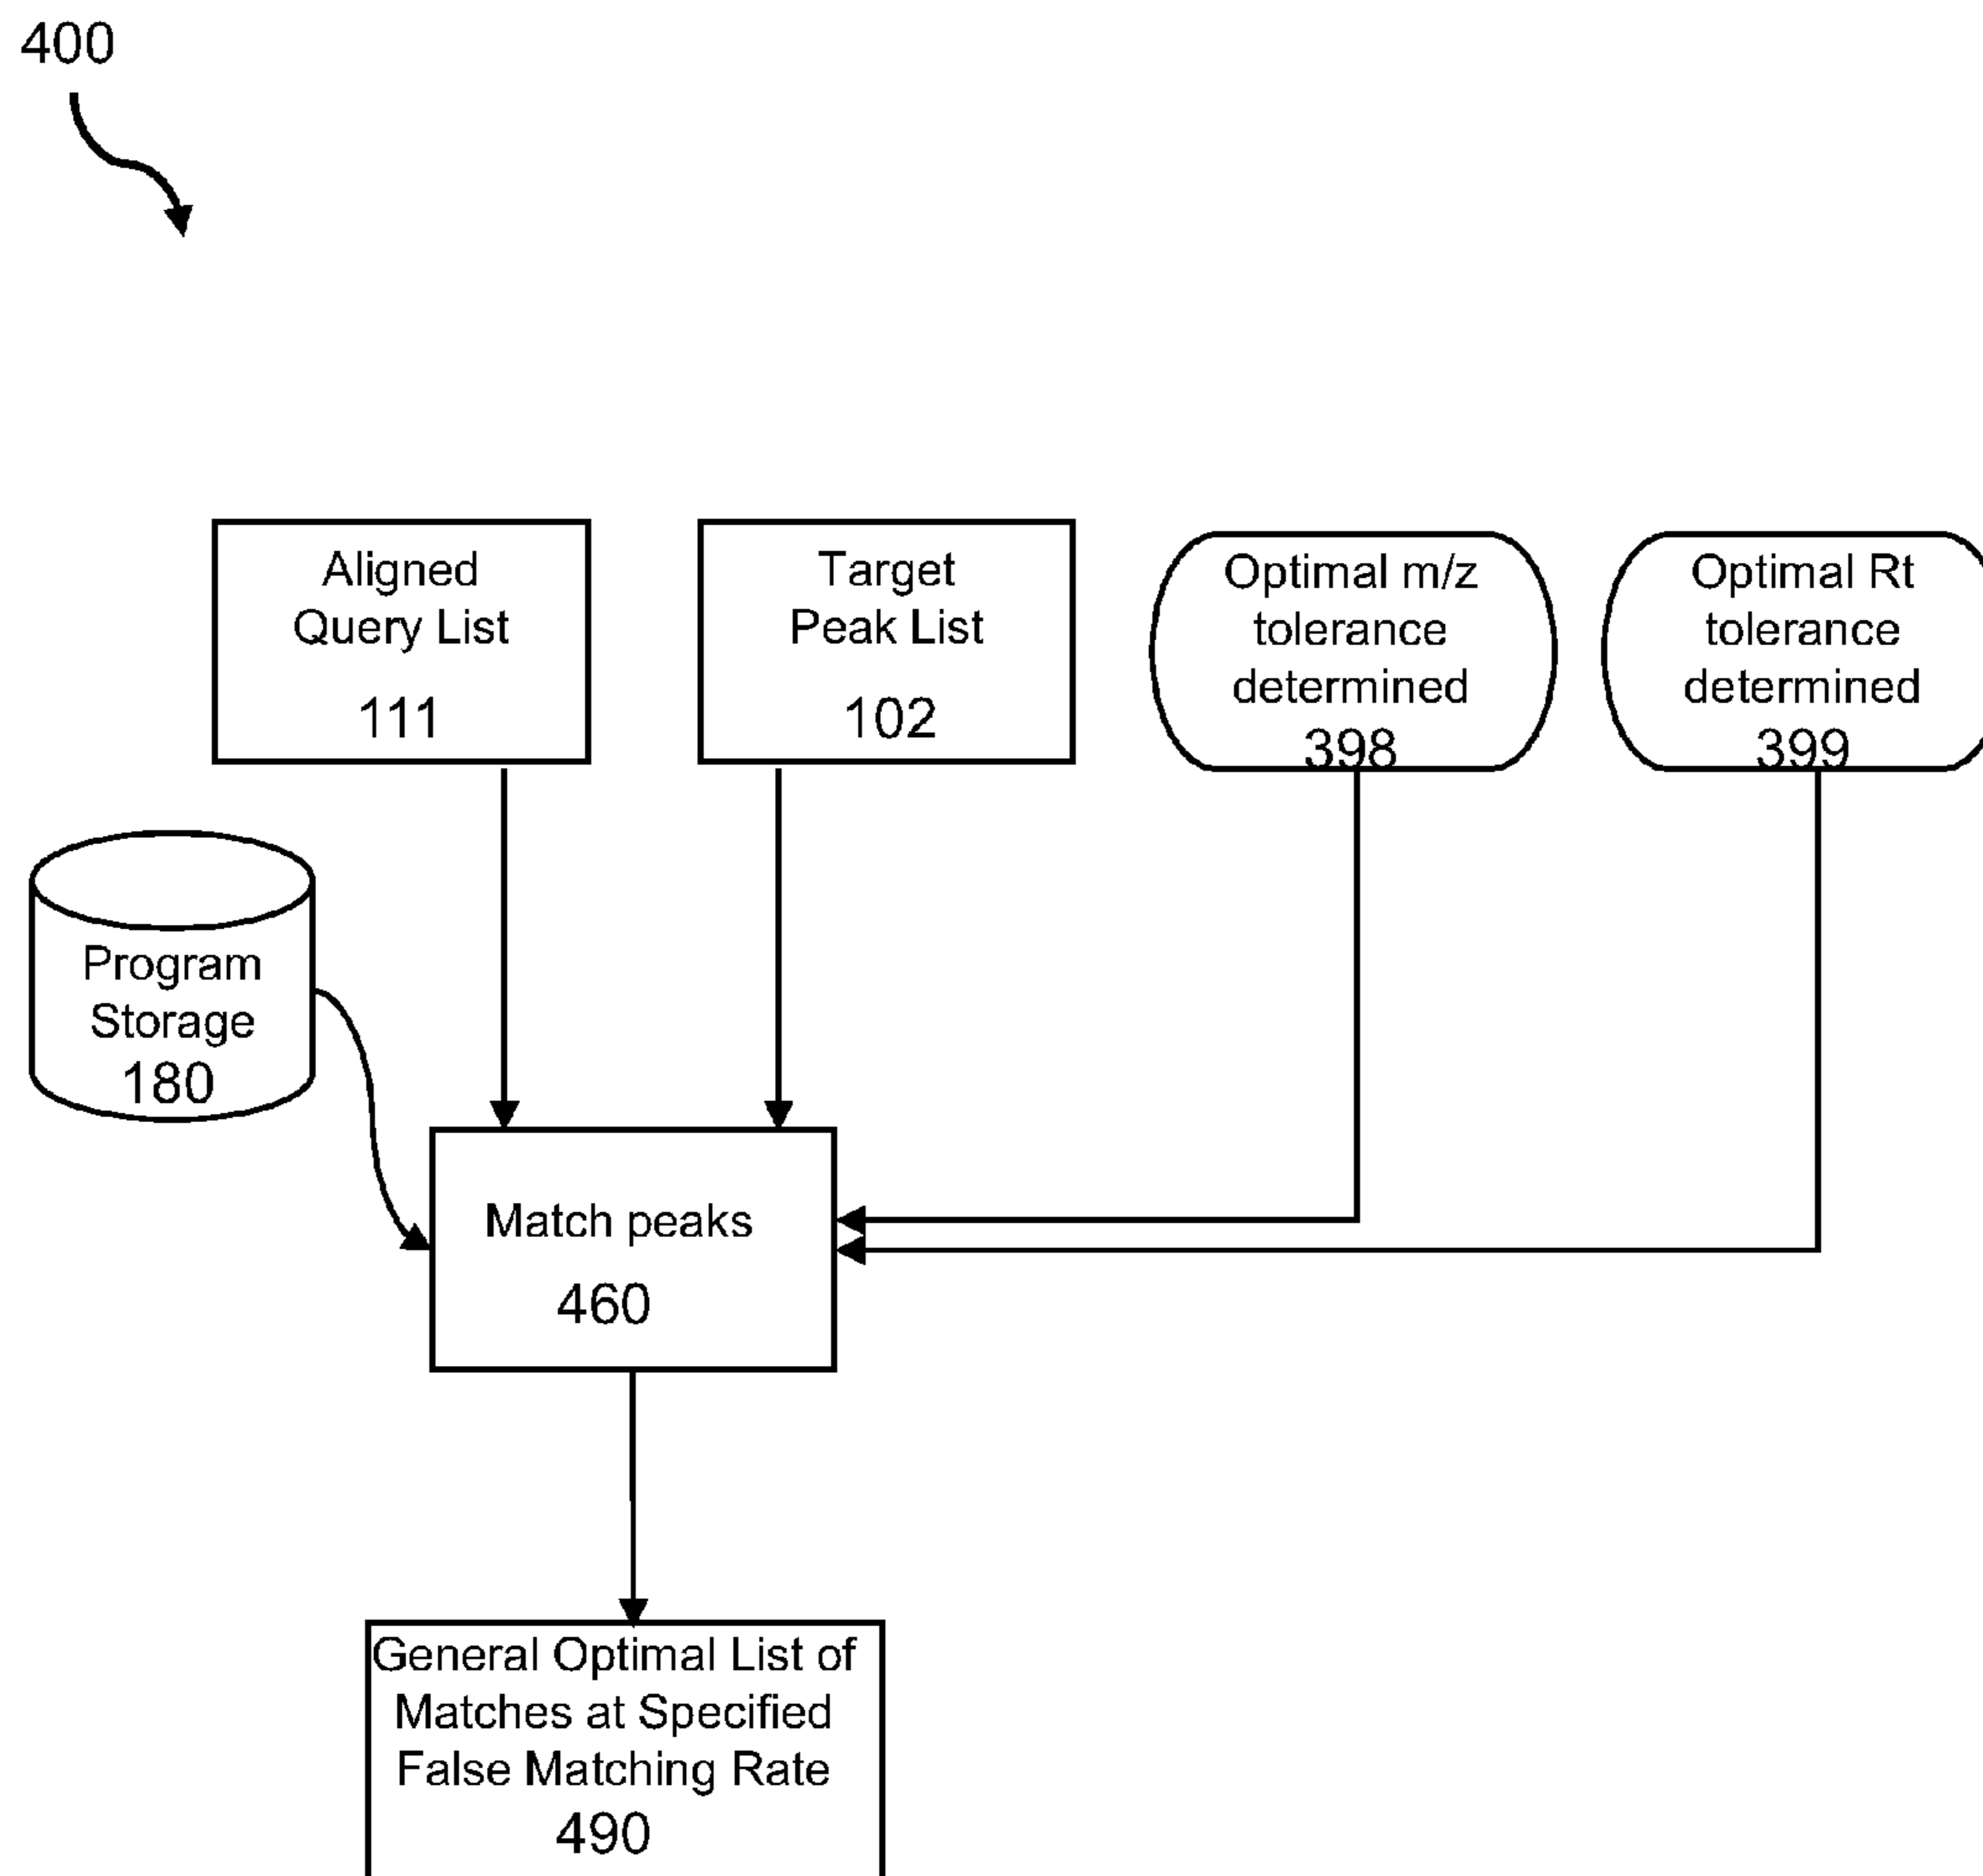 400
Aligned
Query List
111
Target
Peak List
102
Optimal m/z
tolerance
determined
398
Optimal Rt
tolerance
determined
399
Program
Storage
180
Match peaks
460
General Optimal List of
Matches at Specified
False Matching Rate
490